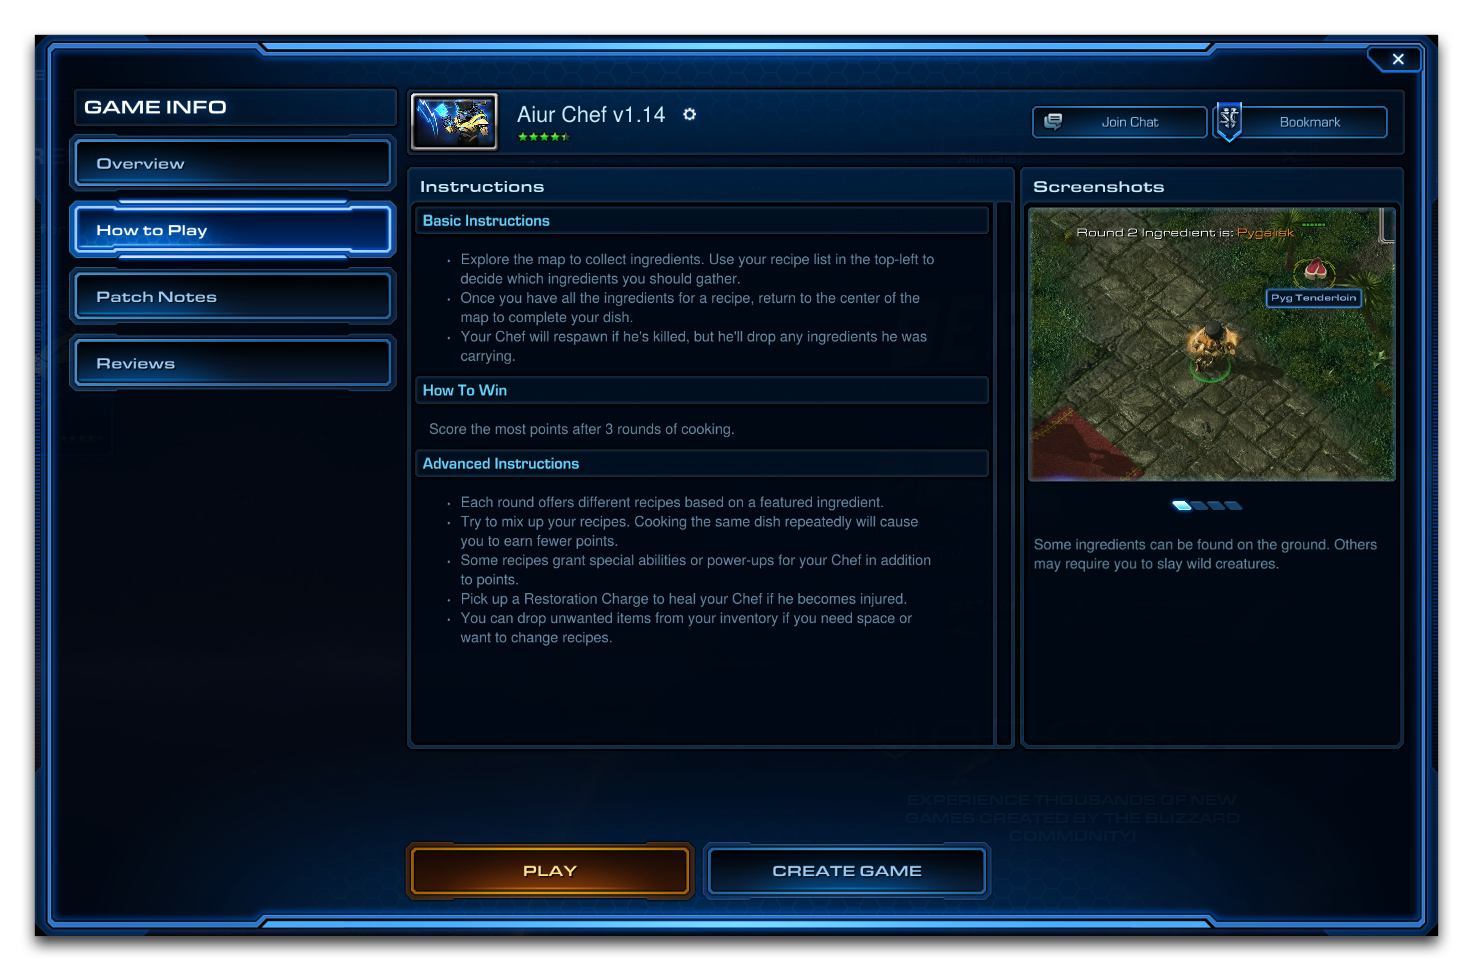 GAME INFO
Overview
How to Play
Patch Notes
Reviews
Aiur Chef v1.14
Join Chat
Bookmark
Instructions
Basic Instructions
· Explore the map to collect ingredients. Use your recipe list in the top-left to
decide which ingredients you should gather.
· Once you have all the ingredients for a recipe, return to the center of the
map to complete your dish.
· Your Chef will respawn if he's killed, but he'll drop any ingredients he was
carrying.
How To Win
Score the most points after 3 rounds of cooking.
Advanced Instructions
· Each round offers different recipes based on a featured ingredient.
· Try to mix up your recipes. Cooking the same dish repeatedly will cause
you to earn fewer points.
· Some recipes grant special abilities or power-ups for your Chef in addition
to points.
· Pick up a Restoration Charge to heal your Chef if he becomes injured.
· You can drop unwanted items from your inventory if you need space or
want to change recipes.
Screenshots
Round 2 Ingredient is: Pygalisk
Pyg Tenderloin
Some ingredients can be found on the ground. Others
may require you to slay wild creatures.
EXPERIENCE THOUSANDS OF NEW
GAMES CREATED BY THE BLIZZARD
COMMUNITY!
PLAY
CREATE GAME